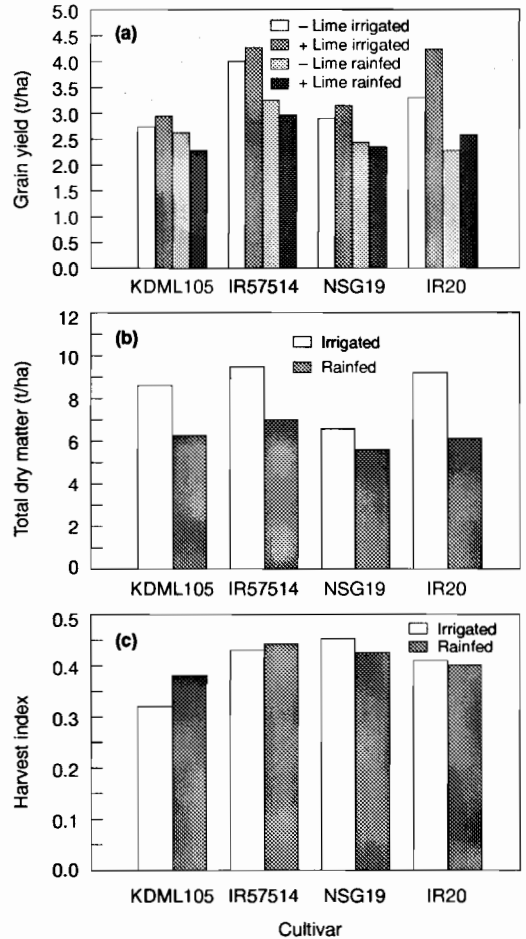 (a)
– Lime irrigated
+ Lime irrigated
– Lime rainfed
+ Lime rainfed
Grain yield (t/ha)
5.0
4.5
4.0
3.5
3.0
2.5
2.0
1.5
1.0
0.5
0.0
KDML105 IR57514 NSG19 IR20
(b)
Irrigated
Rainfed
Total dry matter (t/ha)
12
10
8
6
4
2
0
KDML105 IR57514 NSG19 IR20
(c)
Irrigated
Rainfed
Harvest index
0.5
0.4
0.3
0.2
0.1
0.0
KDML105 IR57514 NSG19 IR20
Cultivar